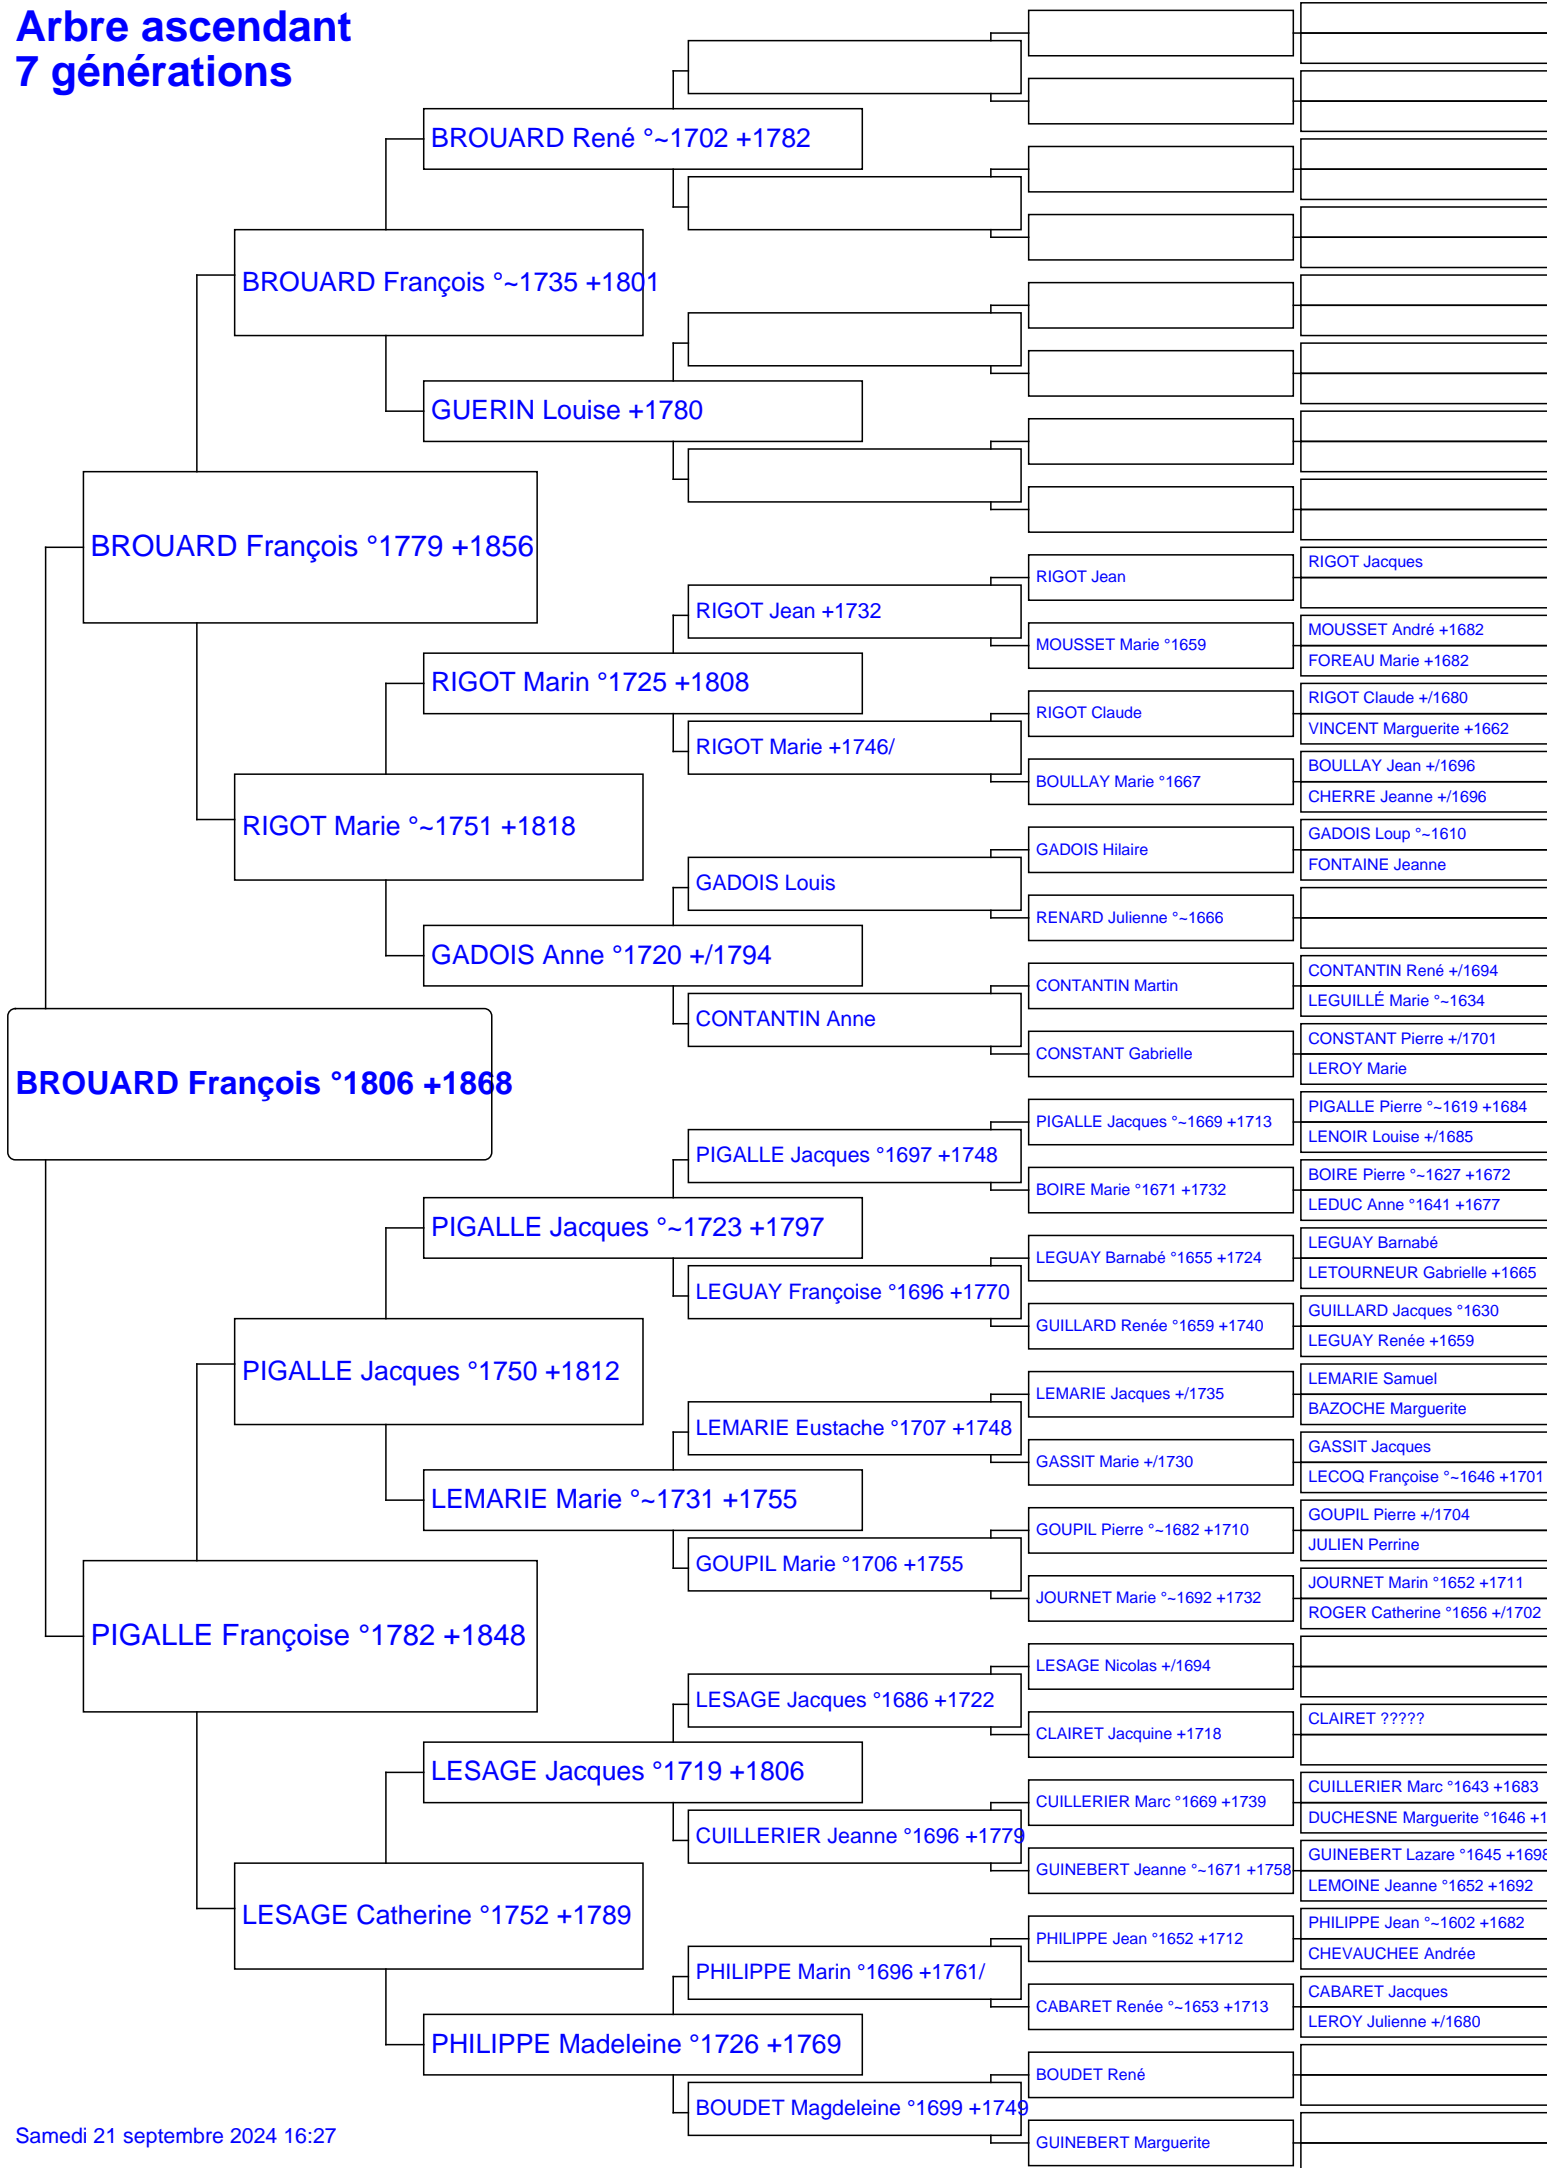 Arbre ascendant
7 générations
BROUARD René °~1702 +1782
BROUARD François °~1735 +1801
GUERIN Louise +1780
BROUARD François °1779 +1856
RIGOT Jean
RIGOT Jacques
RIGOT Jean +1732
MOUSSET Marie °1659
MOUSSET André +1682
FOREAU Marie +1682
RIGOT Marin °1725 +1808
RIGOT Claude
RIGOT Claude +/1680
VINCENT Marguerite +1662
RIGOT Marie +1746/
BOULLAY Marie °1667
BOULLAY Jean +/1696
CHERRE Jeanne +/1696
RIGOT Marie °~1751 +1818
GADOIS Hilaire
GADOIS Loup °~1610
FONTAINE Jeanne
GADOIS Louis
RENARD Julienne °~1666
GADOIS Anne °1720 +/1794
CONTANTIN Martin
CONTANTIN René +/1694
LEGUILLÉ Marie °~1634
CONTANTIN Anne
CONSTANT Gabrielle
CONSTANT Pierre +/1701
LEROY Marie
BROUARD François °1806 +1868
PIGALLE Jacques °~1669 +1713
PIGALLE Pierre °~1619 +1684
LENOIR Louise +/1685
PIGALLE Jacques °1697 +1748
BOIRE Marie °1671 +1732
BOIRE Pierre °~1627 +1672
LEDUC Anne °1641 +1677
PIGALLE Jacques °~1723 +1797
LEGUAY Barnabé °1655 +1724
LEGUAY Barnabé
LETOURNEUR Gabrielle +1665
LEGUAY Françoise °1696 +1770
GUILLARD Renée °1659 +1740
GUILLARD Jacques °1630
LEGUAY Renée +1659
PIGALLE Jacques °1750 +1812
LEMARIE Jacques +/1735
LEMARIE Samuel
BAZOCHE Marguerite
LEMARIE Eustache °1707 +1748
GASSIT Marie +/1730
GASSIT Jacques
LECOQ Françoise °~1646 +1701
LEMARIE Marie °~1731 +1755
GOUPIL Pierre °~1682 +1710
GOUPIL Pierre +/1704
JULIEN Perrine
GOUPIL Marie °1706 +1755
JOURNET Marie °~1692 +1732
JOURNET Marin °1652 +1711
ROGER Catherine °1656 +/1702
PIGALLE Françoise °1782 +1848
LESAGE Nicolas +/1694
LESAGE Jacques °1686 +1722
CLAIRET Jacquine +1718
CLAIRET ?????
LESAGE Jacques °1719 +1806
CUILLERIER Marc °1669 +1739
CUILLERIER Marc °1643 +1683
DUCHESNE Marguerite °1646 +1
CUILLERIER Jeanne °1696 +1779
GUINEBERT Jeanne °~1671 +1758
GUINEBERT Lazare °1645 +1698
LEMOINE Jeanne °1652 +1692
LESAGE Catherine °1752 +1789
PHILIPPE Jean °1652 +1712
PHILIPPE Jean °~1602 +1682
CHEVAUCHEE Andrée
PHILIPPE Marin °1696 +1761/
CABARET Renée °~1653 +1713
CABARET Jacques
LEROY Julienne +/1680
PHILIPPE Madeleine °1726 +1769
BOUDET René
BOUDET Magdeleine °1699 +1749
GUINEBERT Marguerite
Samedi 21 septembre 2024 16:27